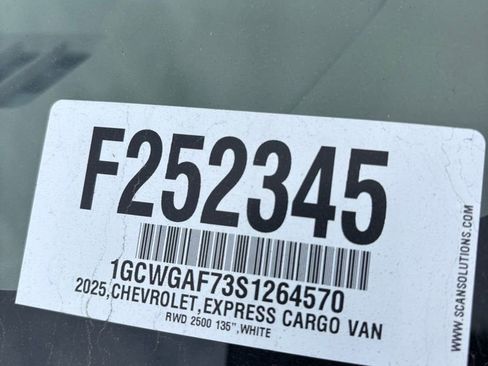 F252345
1GCWGAF73S1264570
2025,CHEVROLET,EXPRESS CARGO VAN
RWD 2500 135",WHITE
WWW.SCANSOLUTIONS.COM